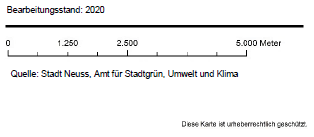 Bearbeitungsstand: 2020
0 1.250 2.500 5.000 Meter
Quelle: Stadt Neuss, Amt für Stadtgrün, Umwelt und Klima
Diese Karte ist urheberrechtlich geschützt.